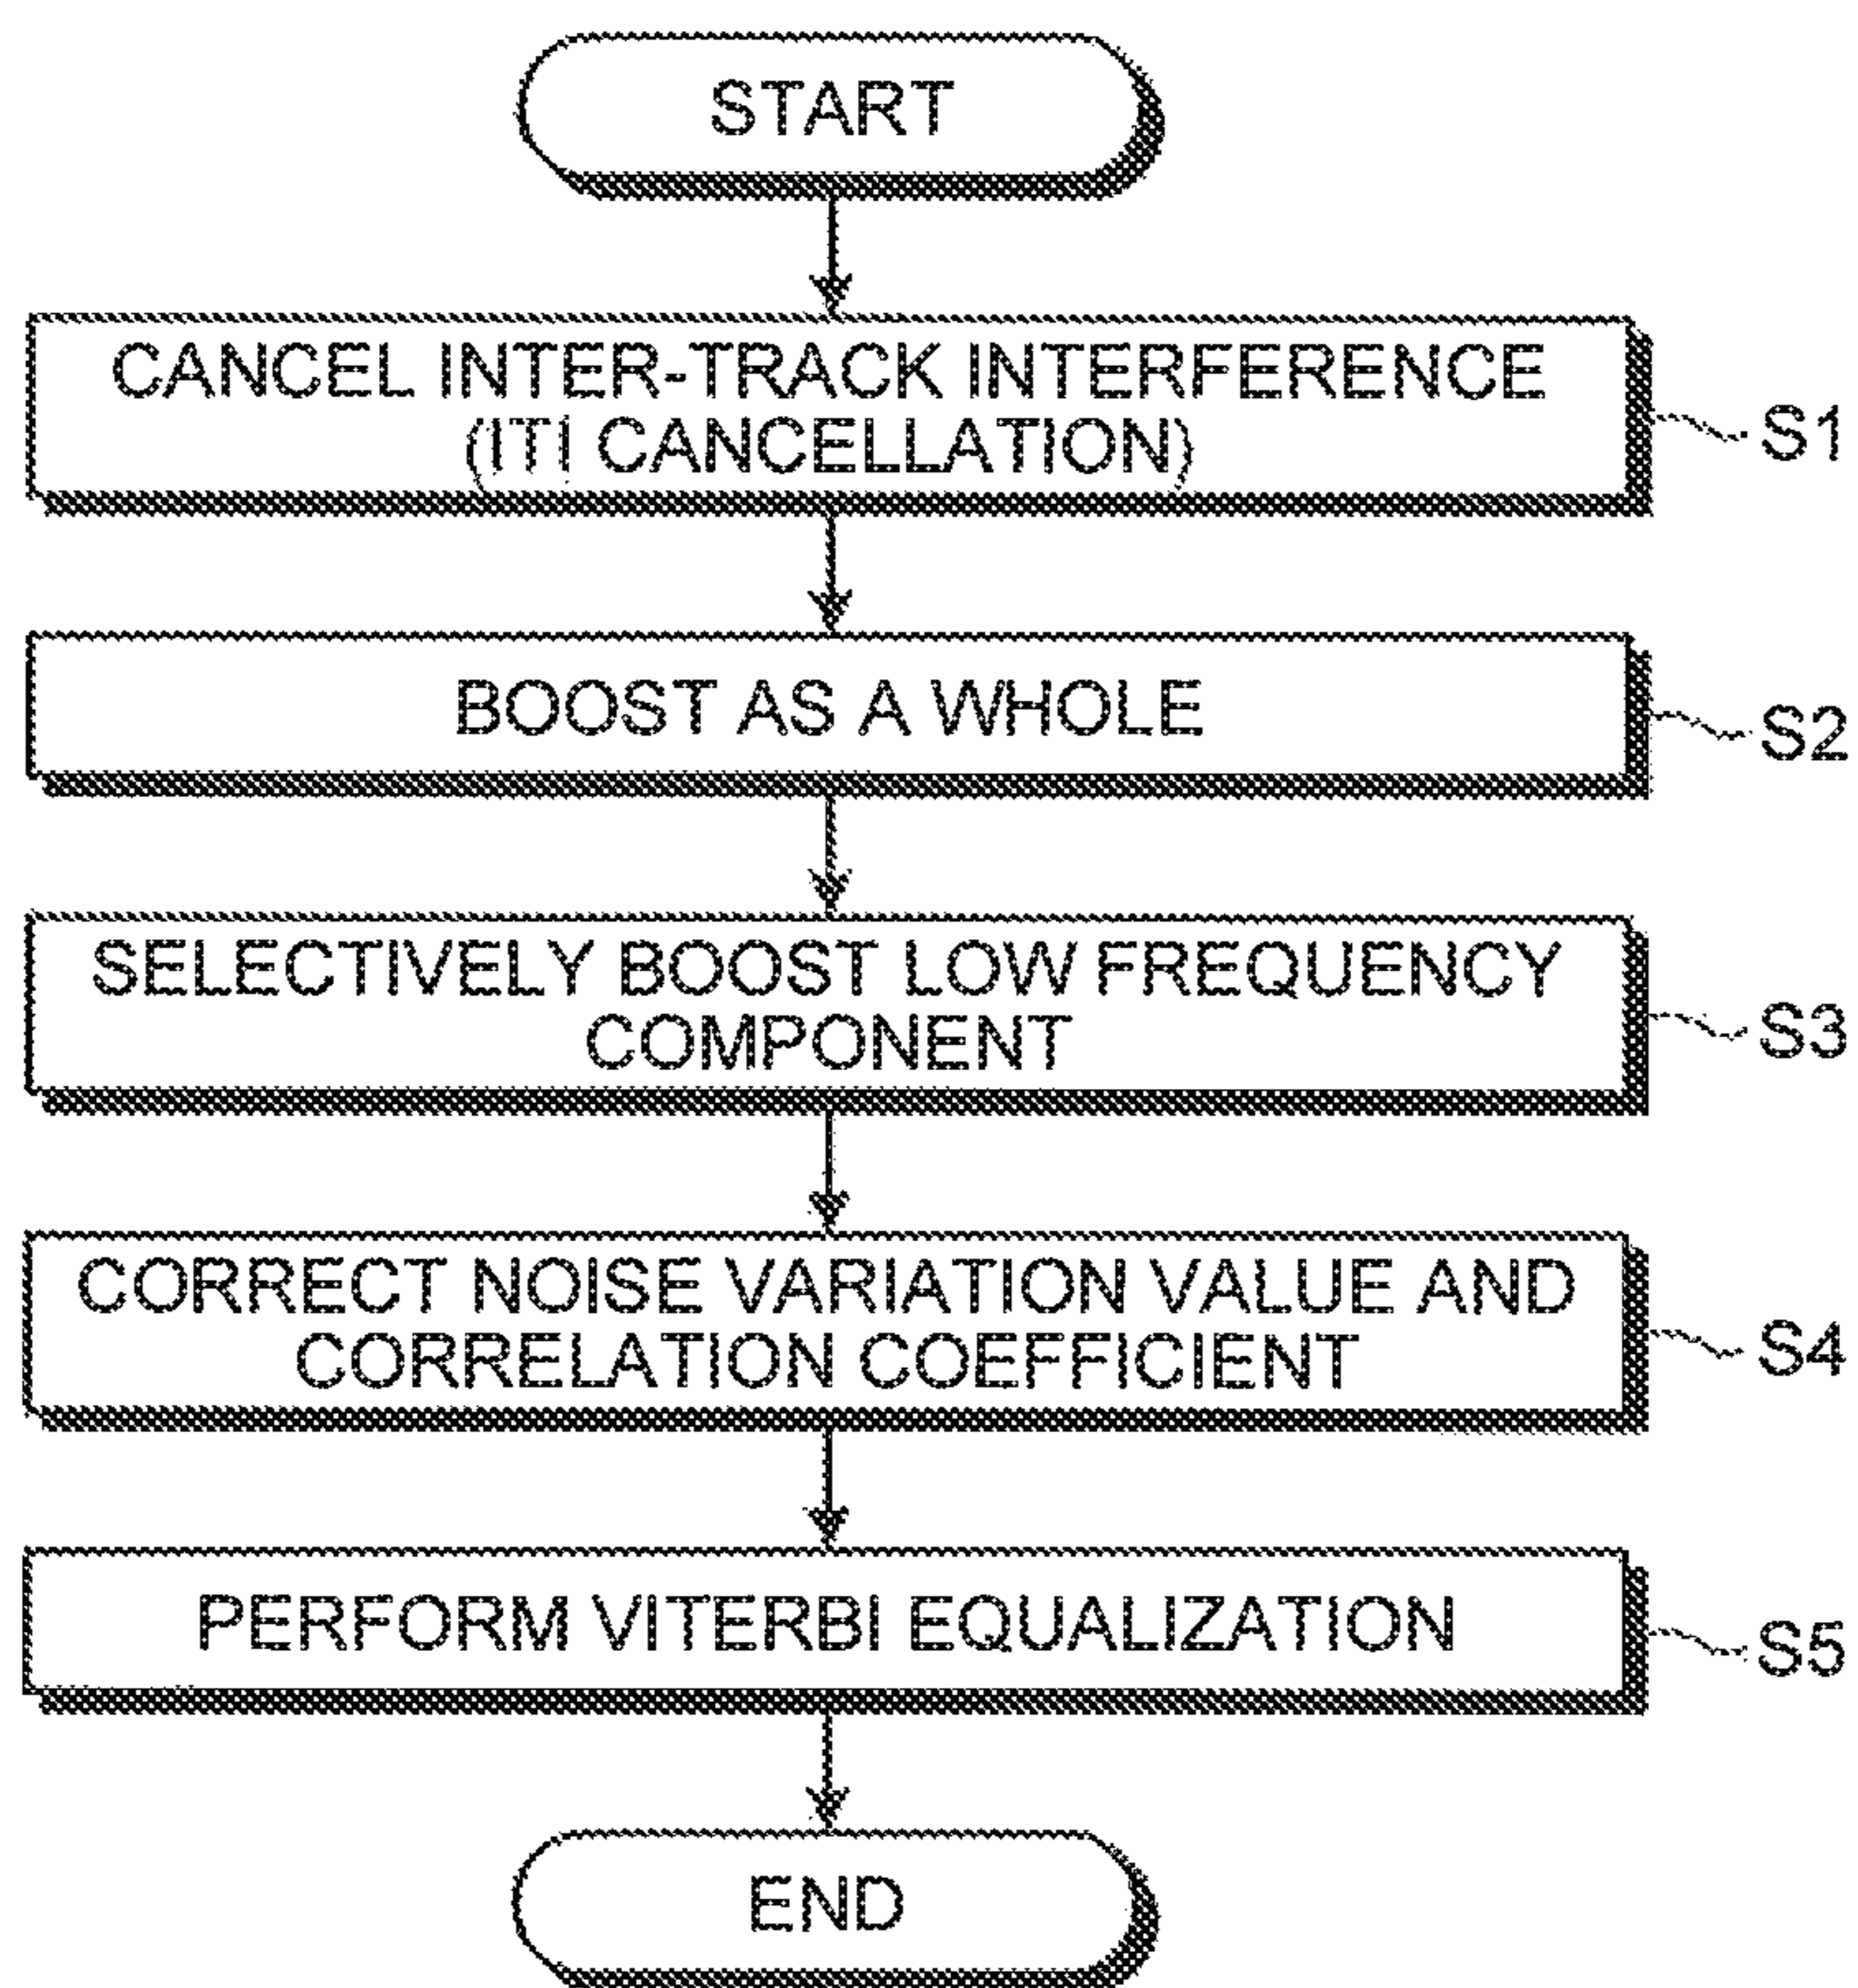 START
CANCEL INTER-TRACK INTERFERENCE
(ITI CANCELLATION)
S1
BOOST AS A WHOLE
S2
SELECTIVELY BOOST LOW FREQUENCY
COMPONENT
S3
CORRECT NOISE VARIATION VALUE AND
CORRELATION COEFFICIENT
S4
PERFORM VITERBI EQUALIZATION
S5
END